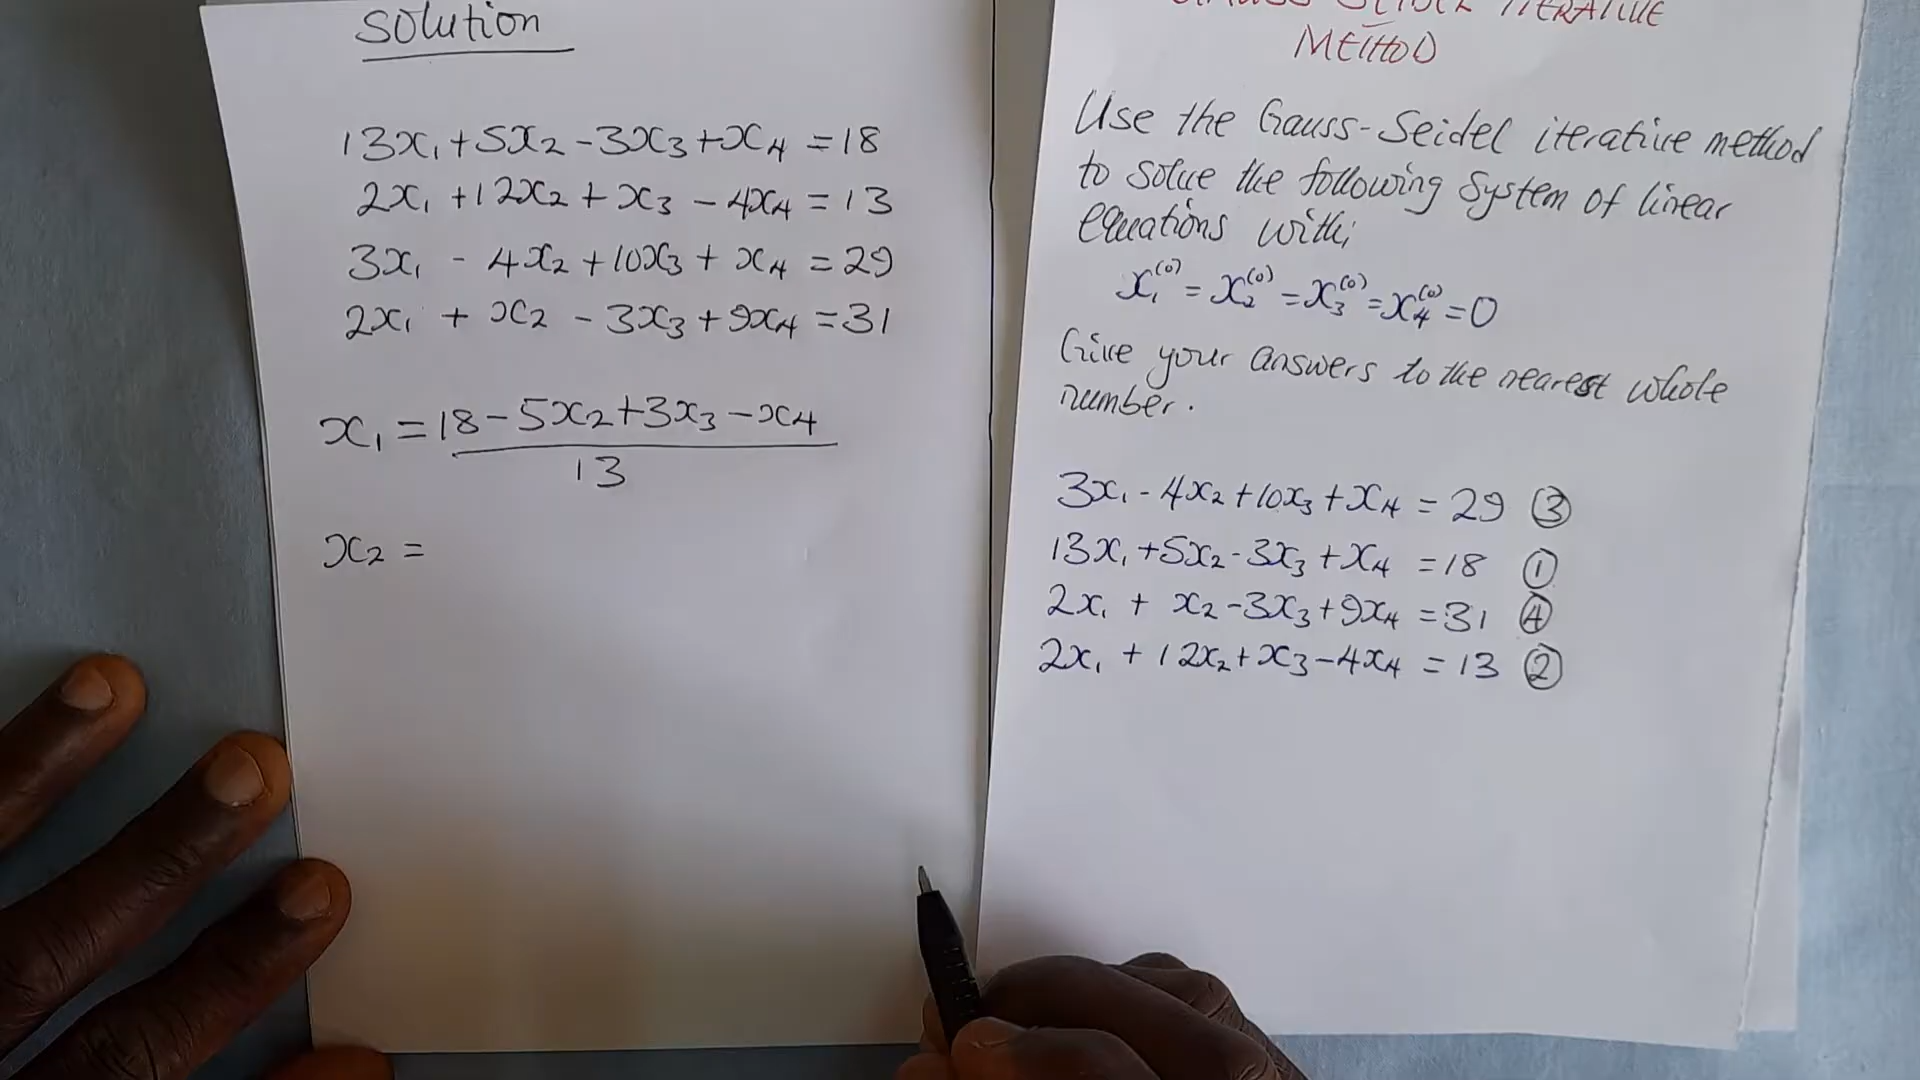 Solution
13x₁+5x₂-3x₃+x₄=18
2x₁+12x₂+x₃-4x₄=13
3x₁-4x₂+10x₃+x₄=29
2x₁+x₂-3x₃+9x₄=31
x₁=18-5x₂+3x₃-x₄
13
x₂=
ITERATIVE
METHOD
Use the Gauss-Seidel iterative method
to solve the following system of linear
equations with;
x₁⁽⁰⁾=x₂⁽⁰⁾=x₃⁽⁰⁾=x₄⁽⁰⁾=0
Give your answers to the nearest whole
number.
3x₁-4x₂+10x₃+x₄=29 ③
13x₁+5x₂-3x₃+x₄=18 ①
2x₁+x₂-3x₃+9x₄=31 ④
2x₁+12x₂+x₃-4x₄=13 ②